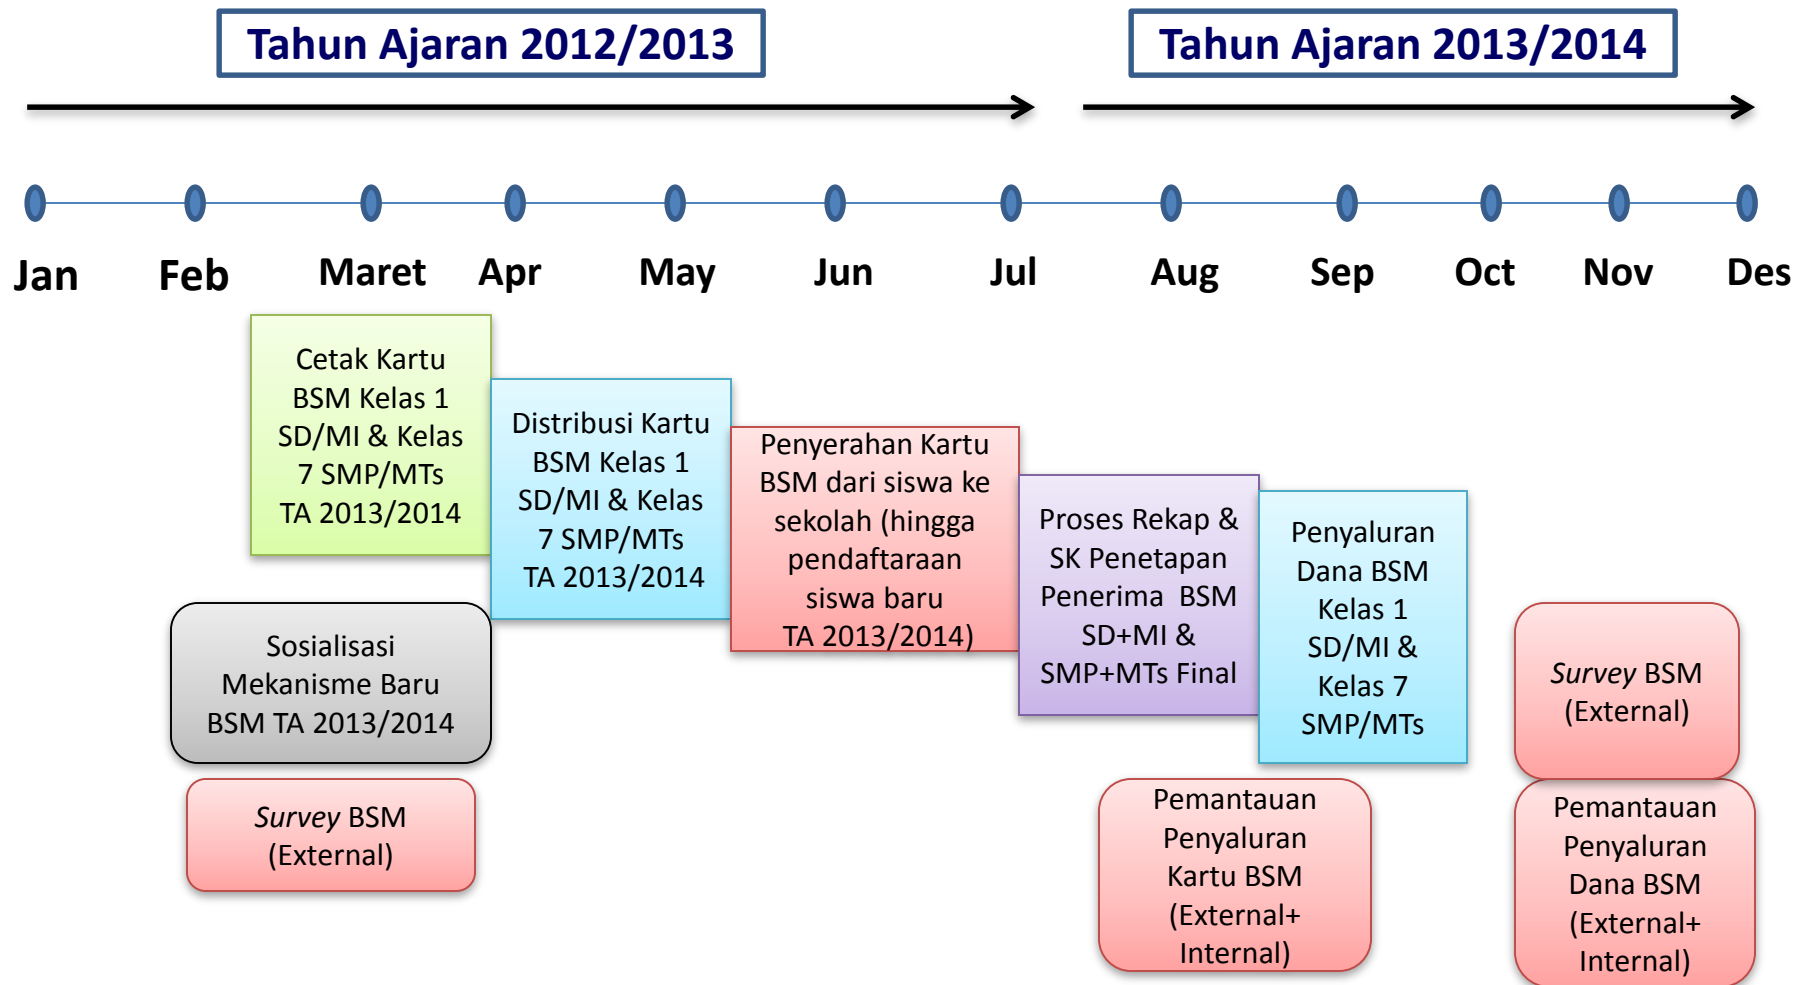 Tahun Ajaran 2012/2013
Tahun Ajaran 2013/2014
Jan Feb Maret Apr May Jun Jul Aug Sep Oct Nov Des
Cetak Kartu
BSM Kelas 1
SD/MI & Kelas
7 SMP/MTs
TA 2013/2014
Distribusi Kartu
BSM Kelas 1
SD/MI & Kelas
7 SMP/MTs
TA 2013/2014
Penyerahan Kartu
BSM dari siswa ke
sekolah (hingga
pendaftaraan
siswa baru
TA 2013/2014)
Proses Rekap &
SK Penetapan
Penerima BSM
SD+MI &
SMP+MTs Final
Penyaluran
Dana BSM
Kelas 1
SD/MI &
Kelas 7
SMP/MTs
Sosialisasi
Mekanisme Baru
BSM TA 2013/2014
Survey BSM
(External)
Survey BSM
(External)
Pemantauan
Penyaluran
Kartu BSM
(External+
Internal)
Pemantauan
Penyaluran
Dana BSM
(External+
Internal)